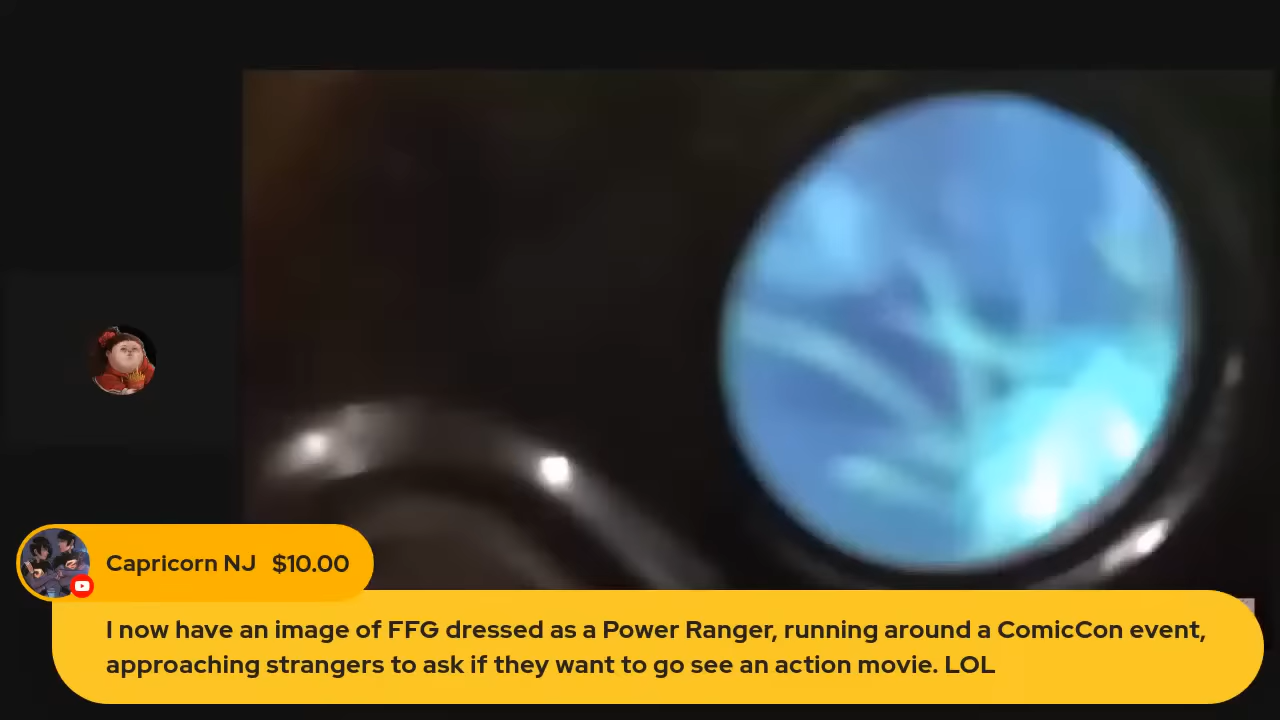 Capricorn NJ $10.00
I now have an image of FFG dressed as a Power Ranger, running around a ComicCon event,
approaching strangers to ask if they want to go see an action movie. LOL